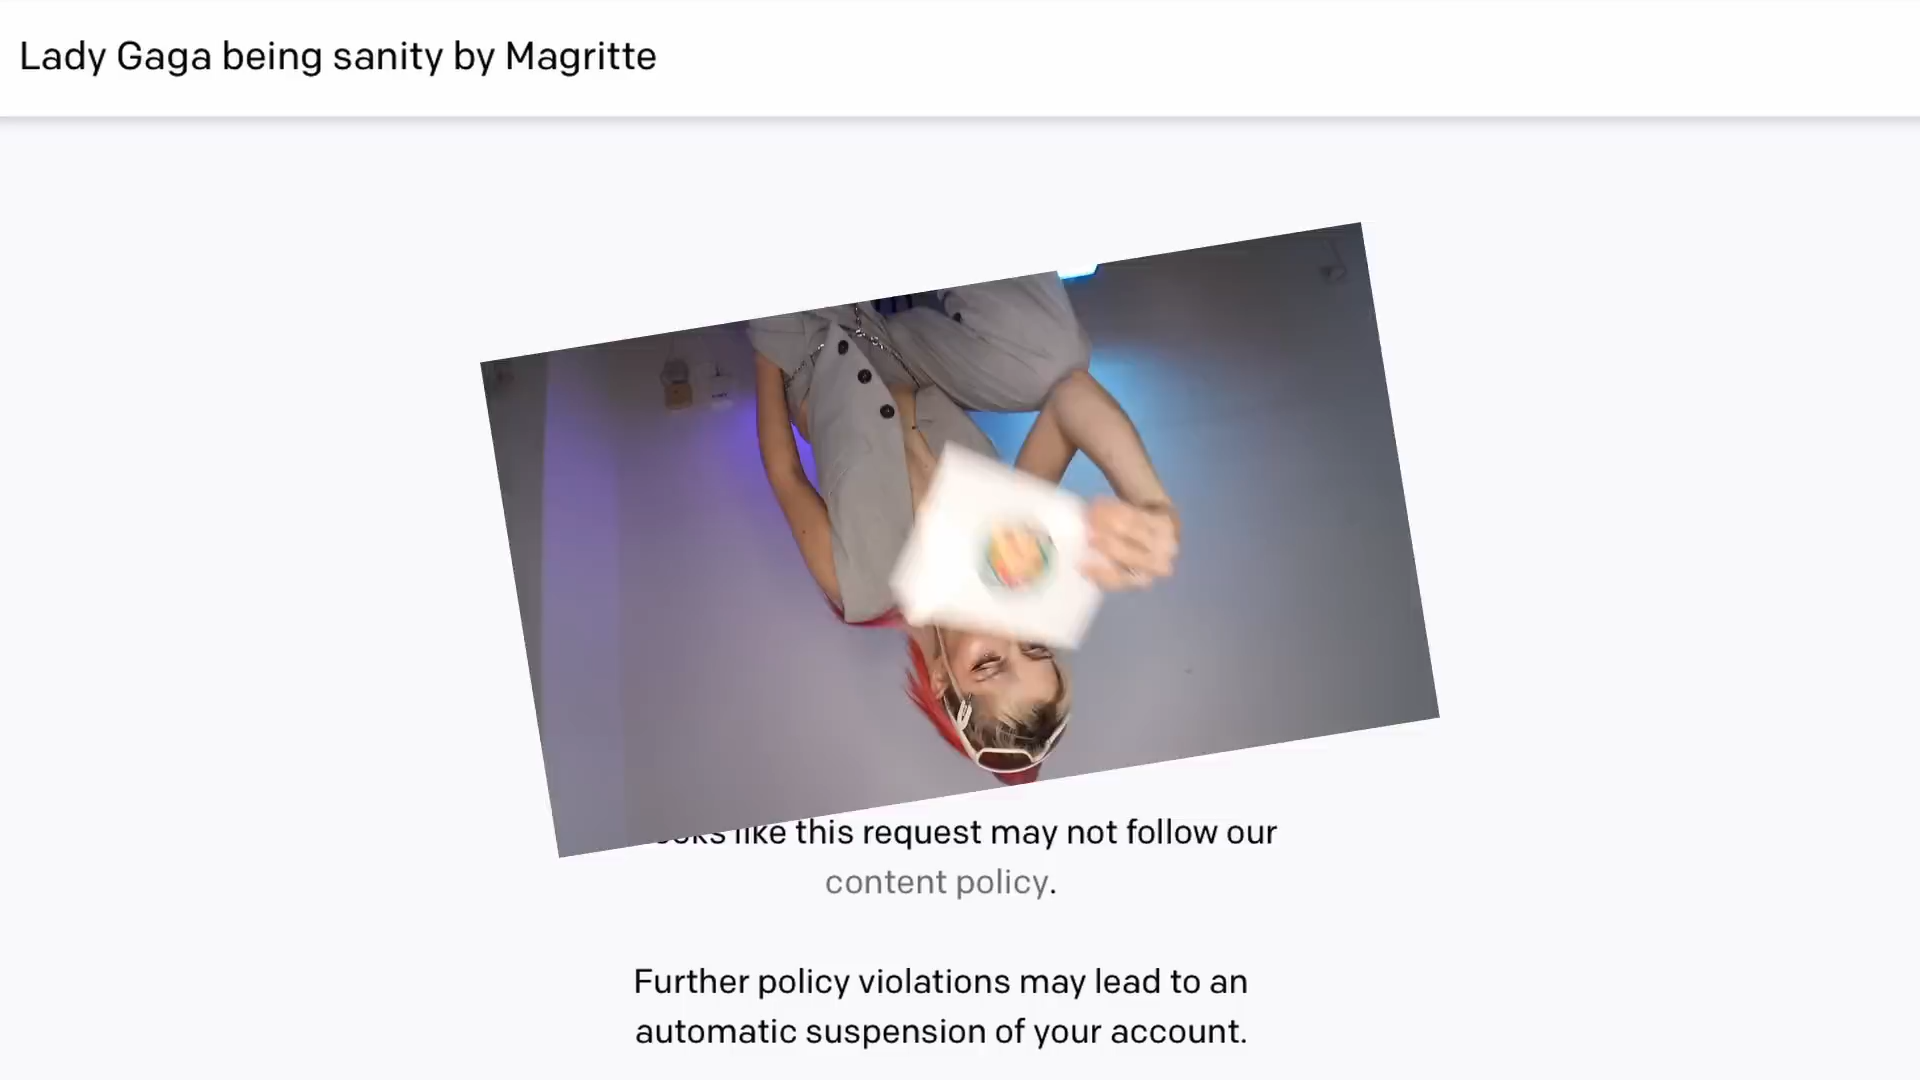 Lady Gaga being sanity by Magritte
like this request may not follow our
content policy.
Further policy violations may lead to an
automatic suspension of your account.